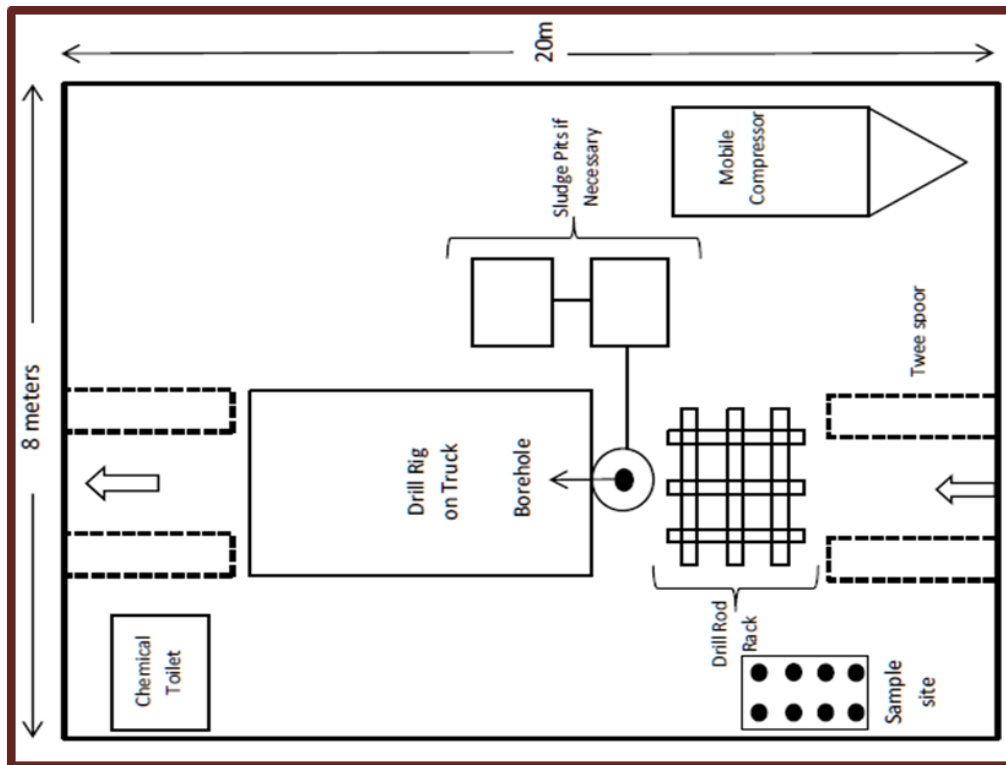 20m
8 meters
Sludge Pits if
Necessary
Mobile
Compressor
Twee spoor
Drill Rig
on Truck
Borehole
Drill Rod
Rack
Chemical
Toilet
Sample
site